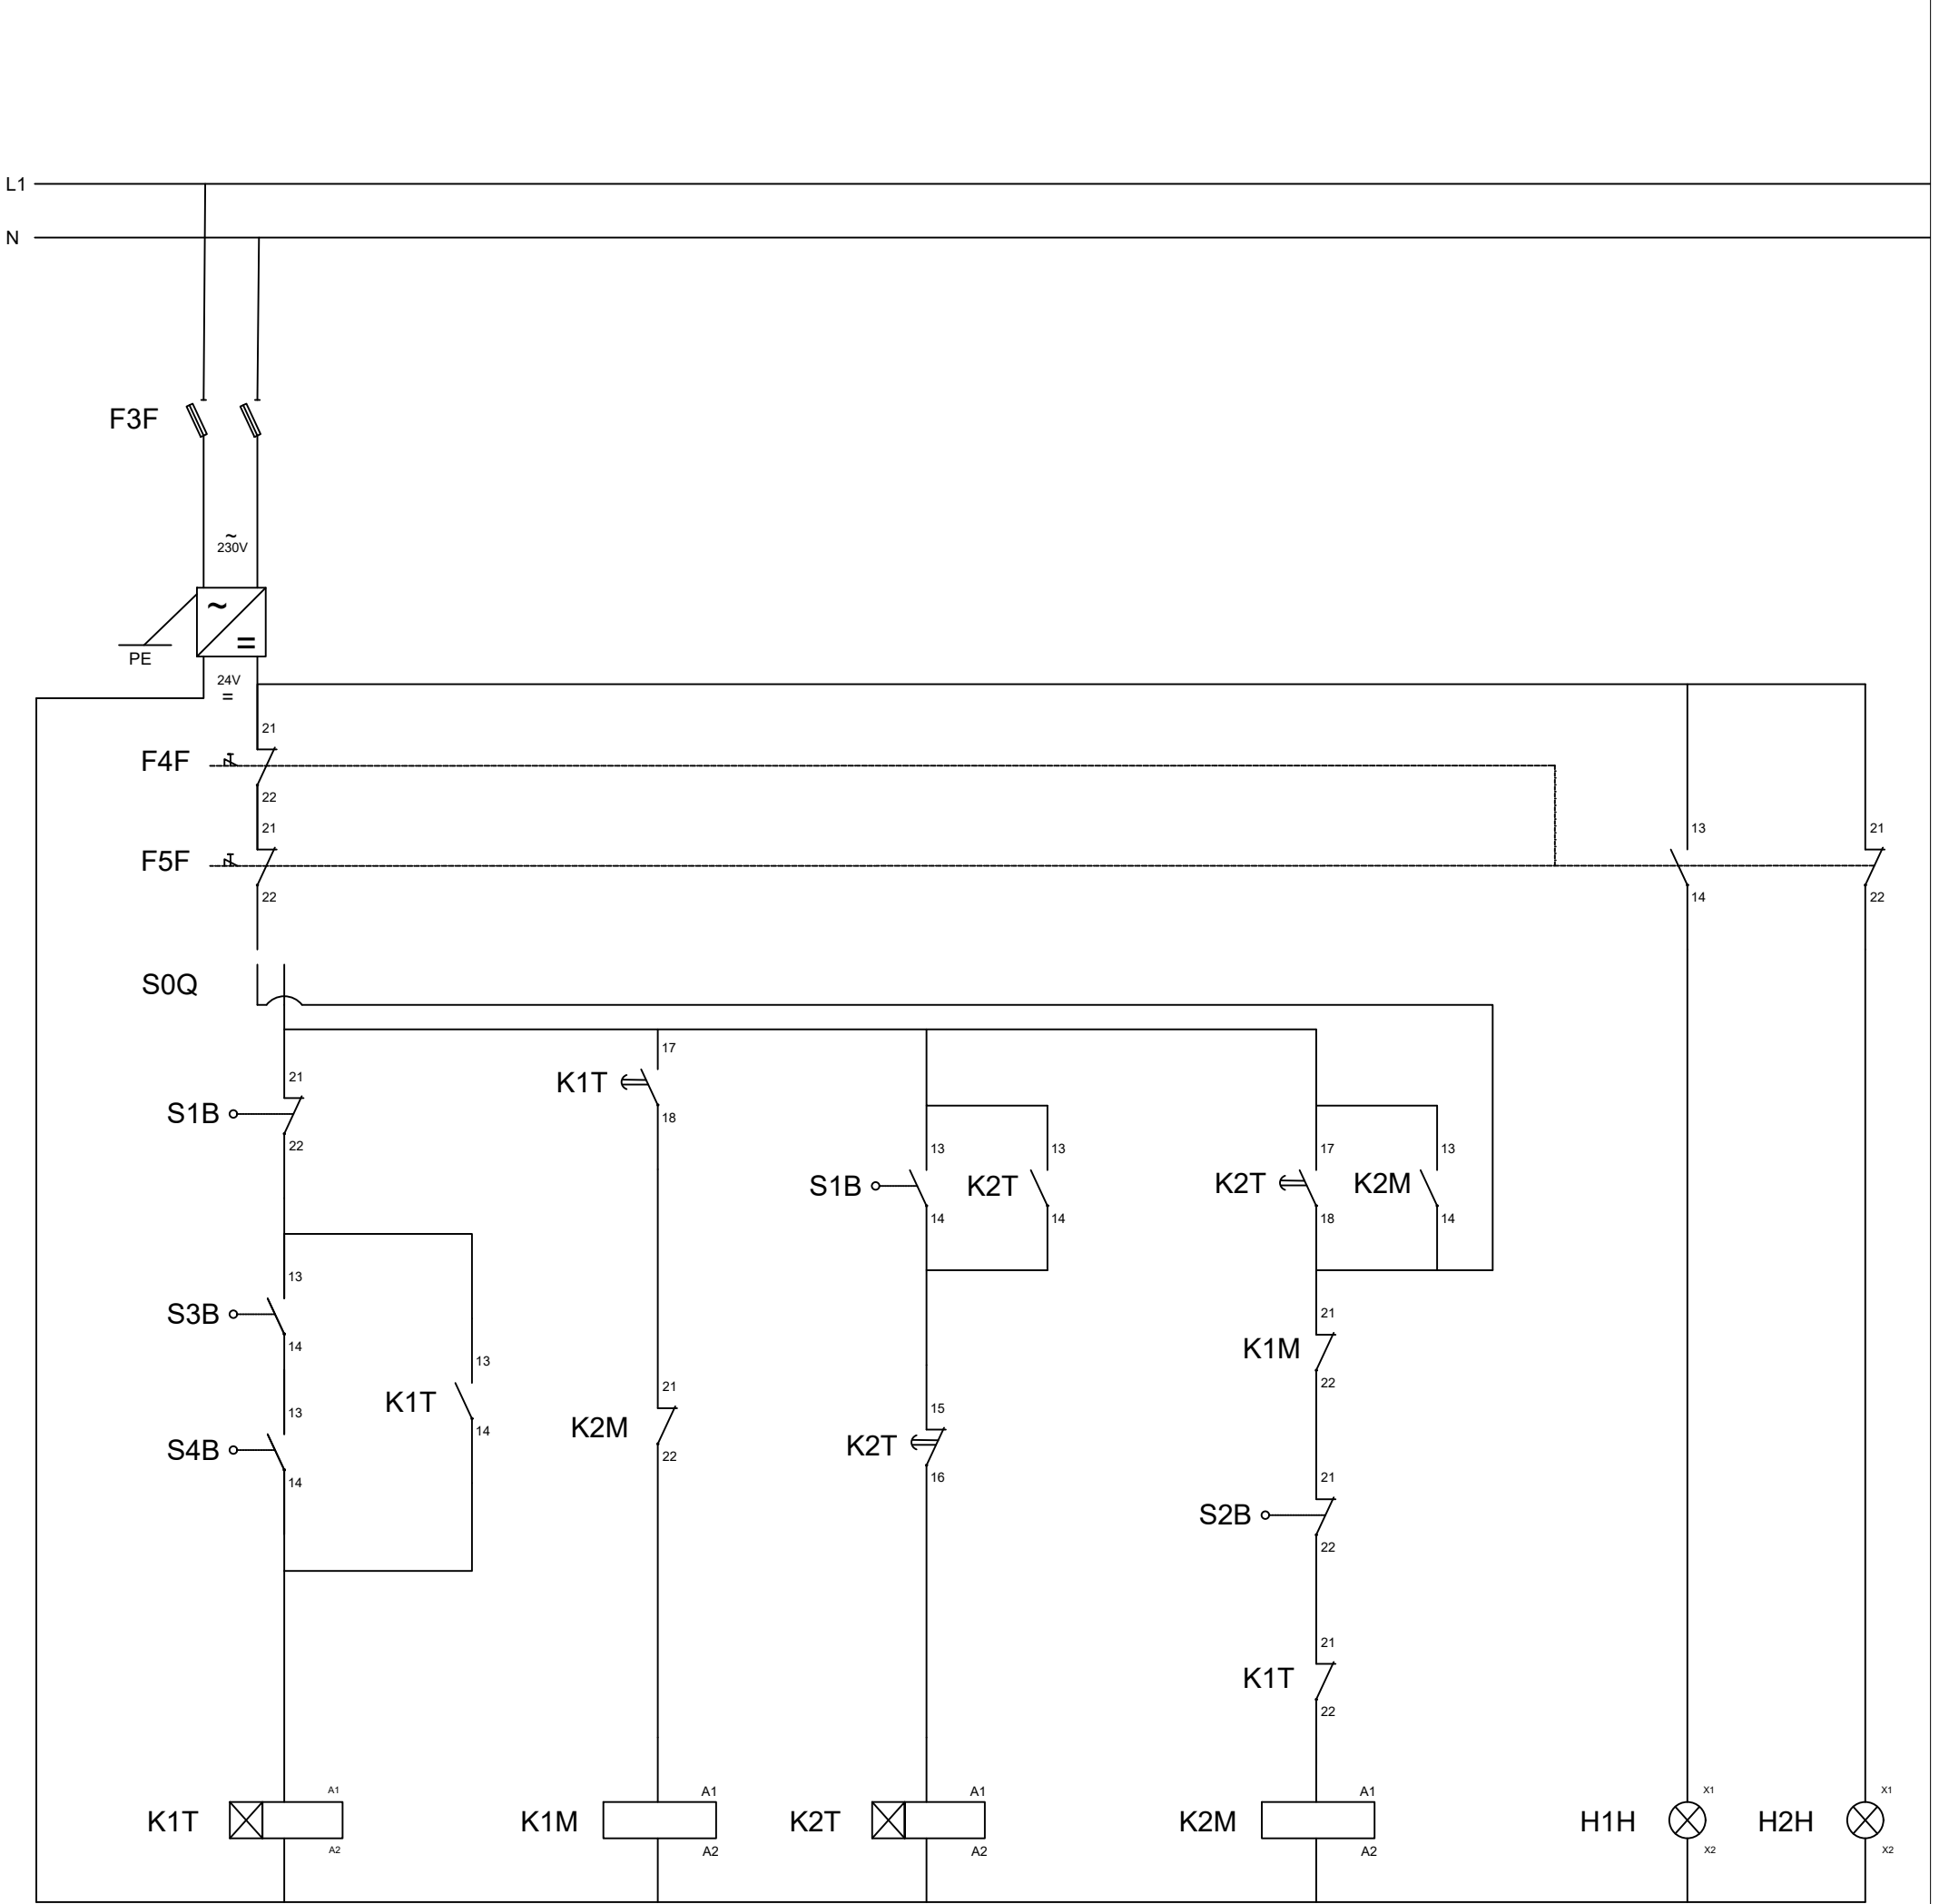 L1
N
F3F
~
230V
~
=
PE
24V
=
21
F4F
22
21
13
21
F5F
22
14
22
S0Q
17
21
K1T
S1B
18
22
13
13
17
13
S1B
K2T
K2T
K2M
14
14
18
14
13
21
S3B
14
K1M
13
22
K1T
21
13
15
14
K2M
K2T
S4B
22
16
14
21
S2B
22
21
K1T
22
A1
A1
A1
A1
X1
X1
K1T
K1M
K2T
K2M
H1H
H2H
A2
A2
A2
A2
X2
X2